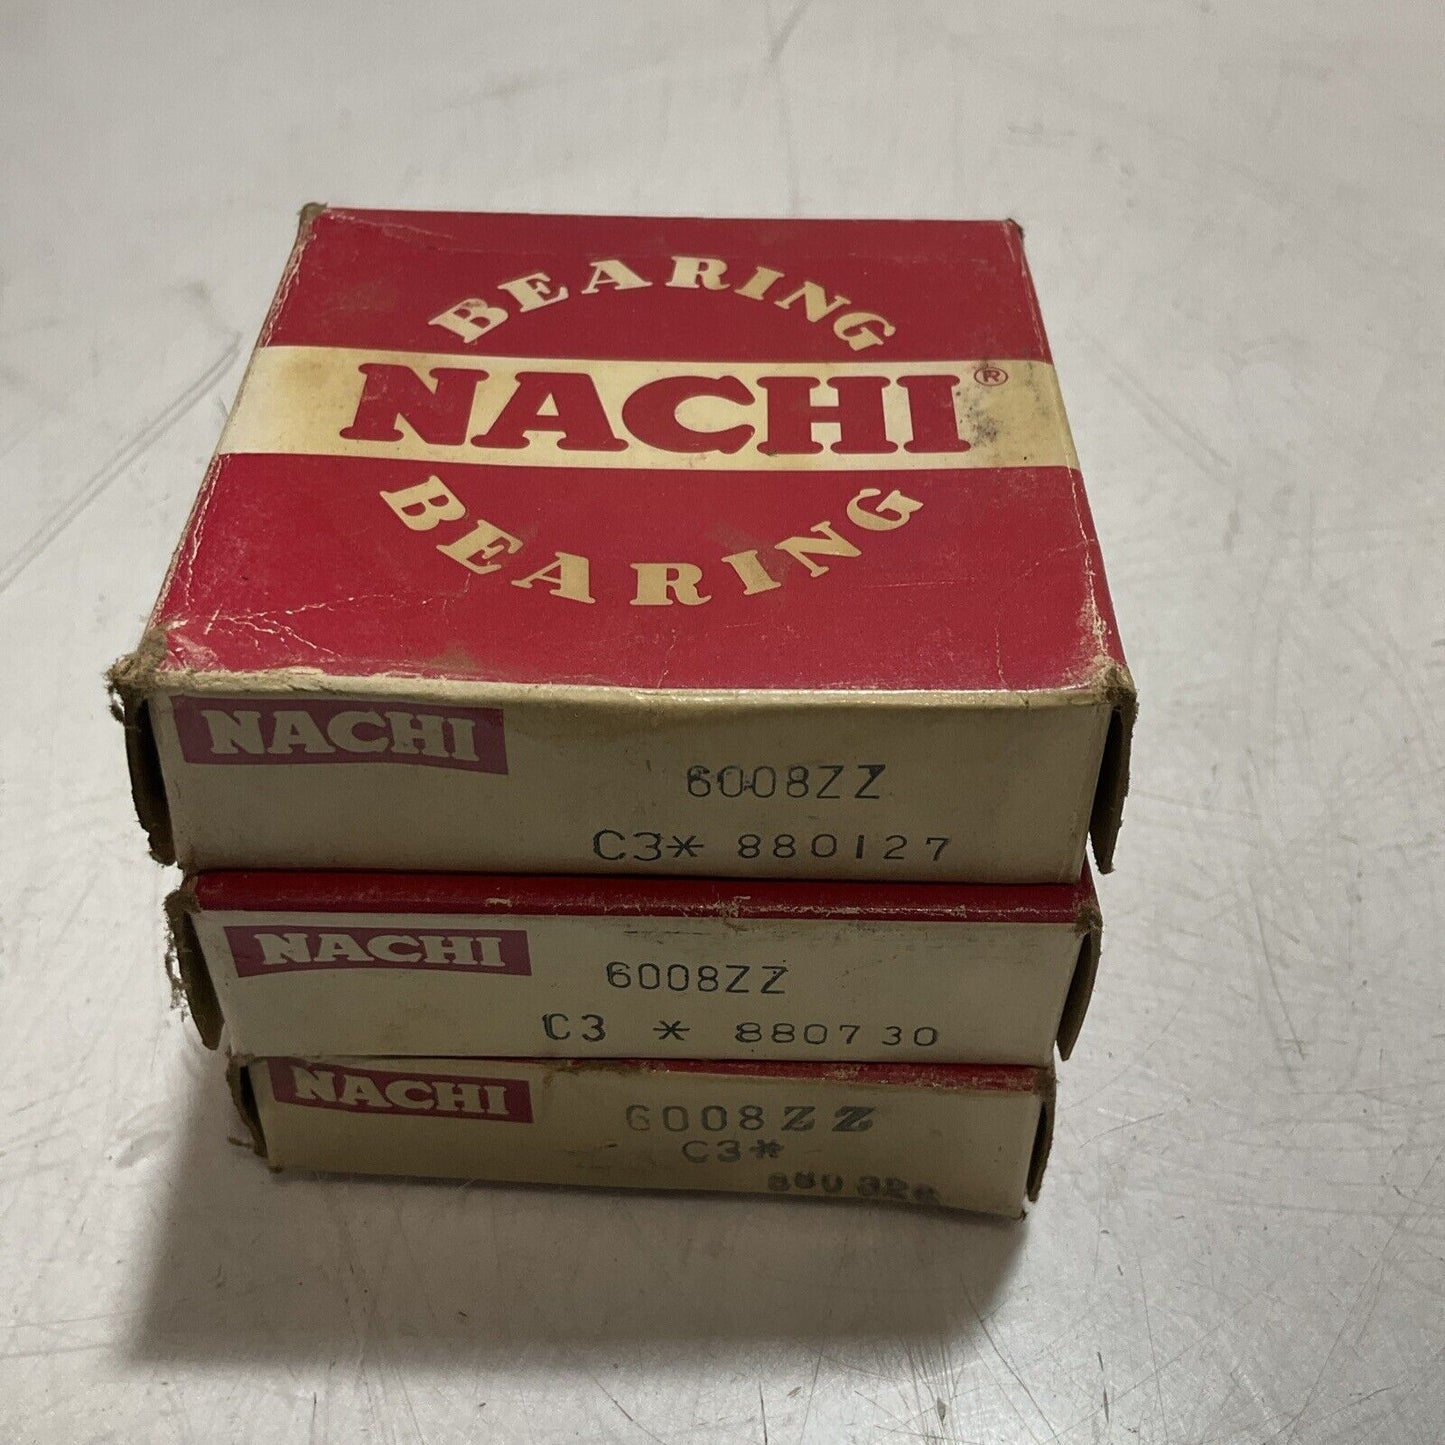 BEARING
NACHI®
BEARING
NACHI
6008ZZ
C3* 880127
NACHI
6008ZZ
C3 * 880730
NACHI
6008ZZ
C3*